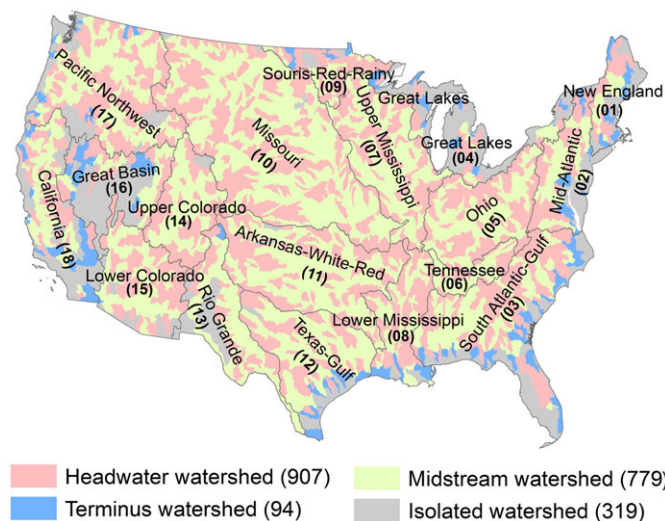 Pacific Northwest
(17)
Souris-Red-Rainy
(09)
Great Lakes
New England
(01)
Upper Mississippi
(07)
Missouri
(10)
Great Lakes
(04)
Mid-Atlantic
(02)
Great Basin
(16)
California (18)
Upper Colorado
(14)
Ohio
(05)
Arkansas-White-Red
(11)
Tennessee
(06)
Lower Colorado
(15)
South Atlantic-Gulf
(03)
Rio Grande
(13)
Texas-Gulf
(12)
Lower Mississippi
(08)
Headwater watershed (907)
Midstream watershed (779)
Terminus watershed (94)
Isolated watershed (319)